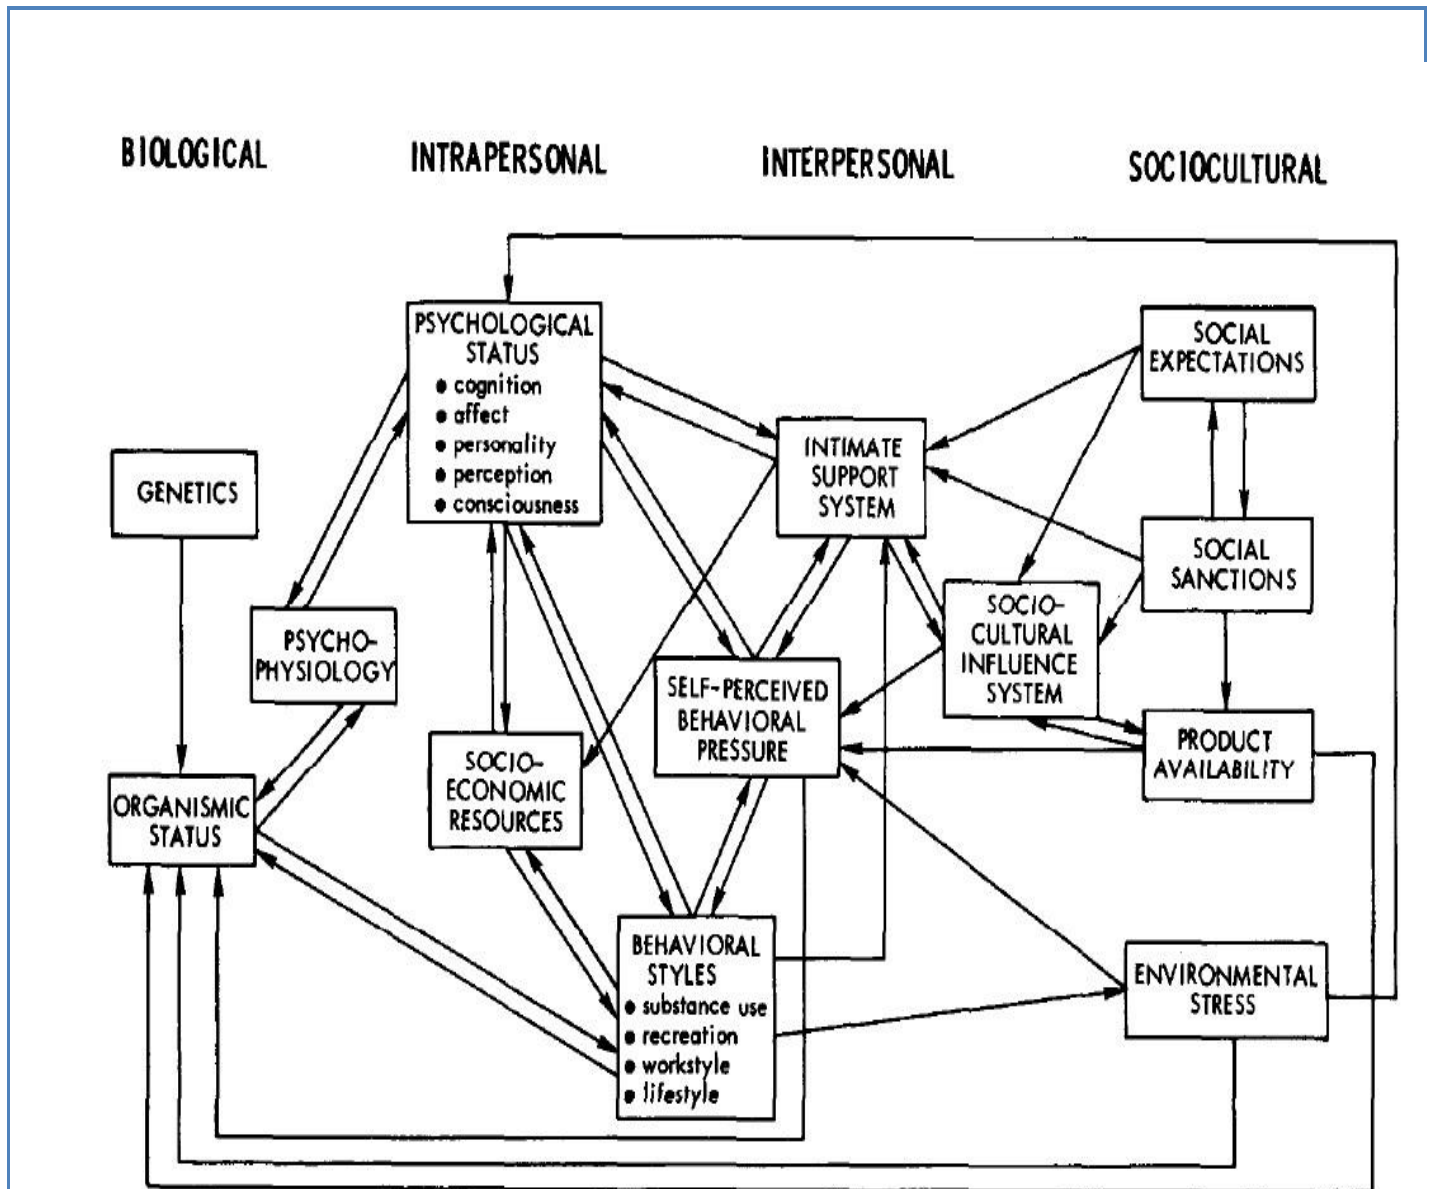 BIOLOGICAL
INTRAPERSONAL
INTERPERSONAL
SOCIOCULTURAL
PSYCHOLOGICAL
STATUS
• cognition
• affect
• personality
• perception
• consciousness
SOCIAL
EXPECTATIONS
INTIMATE
SUPPORT
SYSTEM
GENETICS
SOCIAL
SANCTIONS
PSYCHO-
PHYSIOLOGY
SOCIO-
CULTURAL
INFLUENCE
SYSTEM
SELF-PERCEIVED
BEHAVIORAL
PRESSURE
SOCIO-
ECONOMIC
RESOURCES
PRODUCT
AVAILABILITY
ORGANISMIC
STATUS
BEHAVIORAL
STYLES
• substance use
• recreation
• workstyle
• lifestyle
ENVIRONMENTAL
STRESS